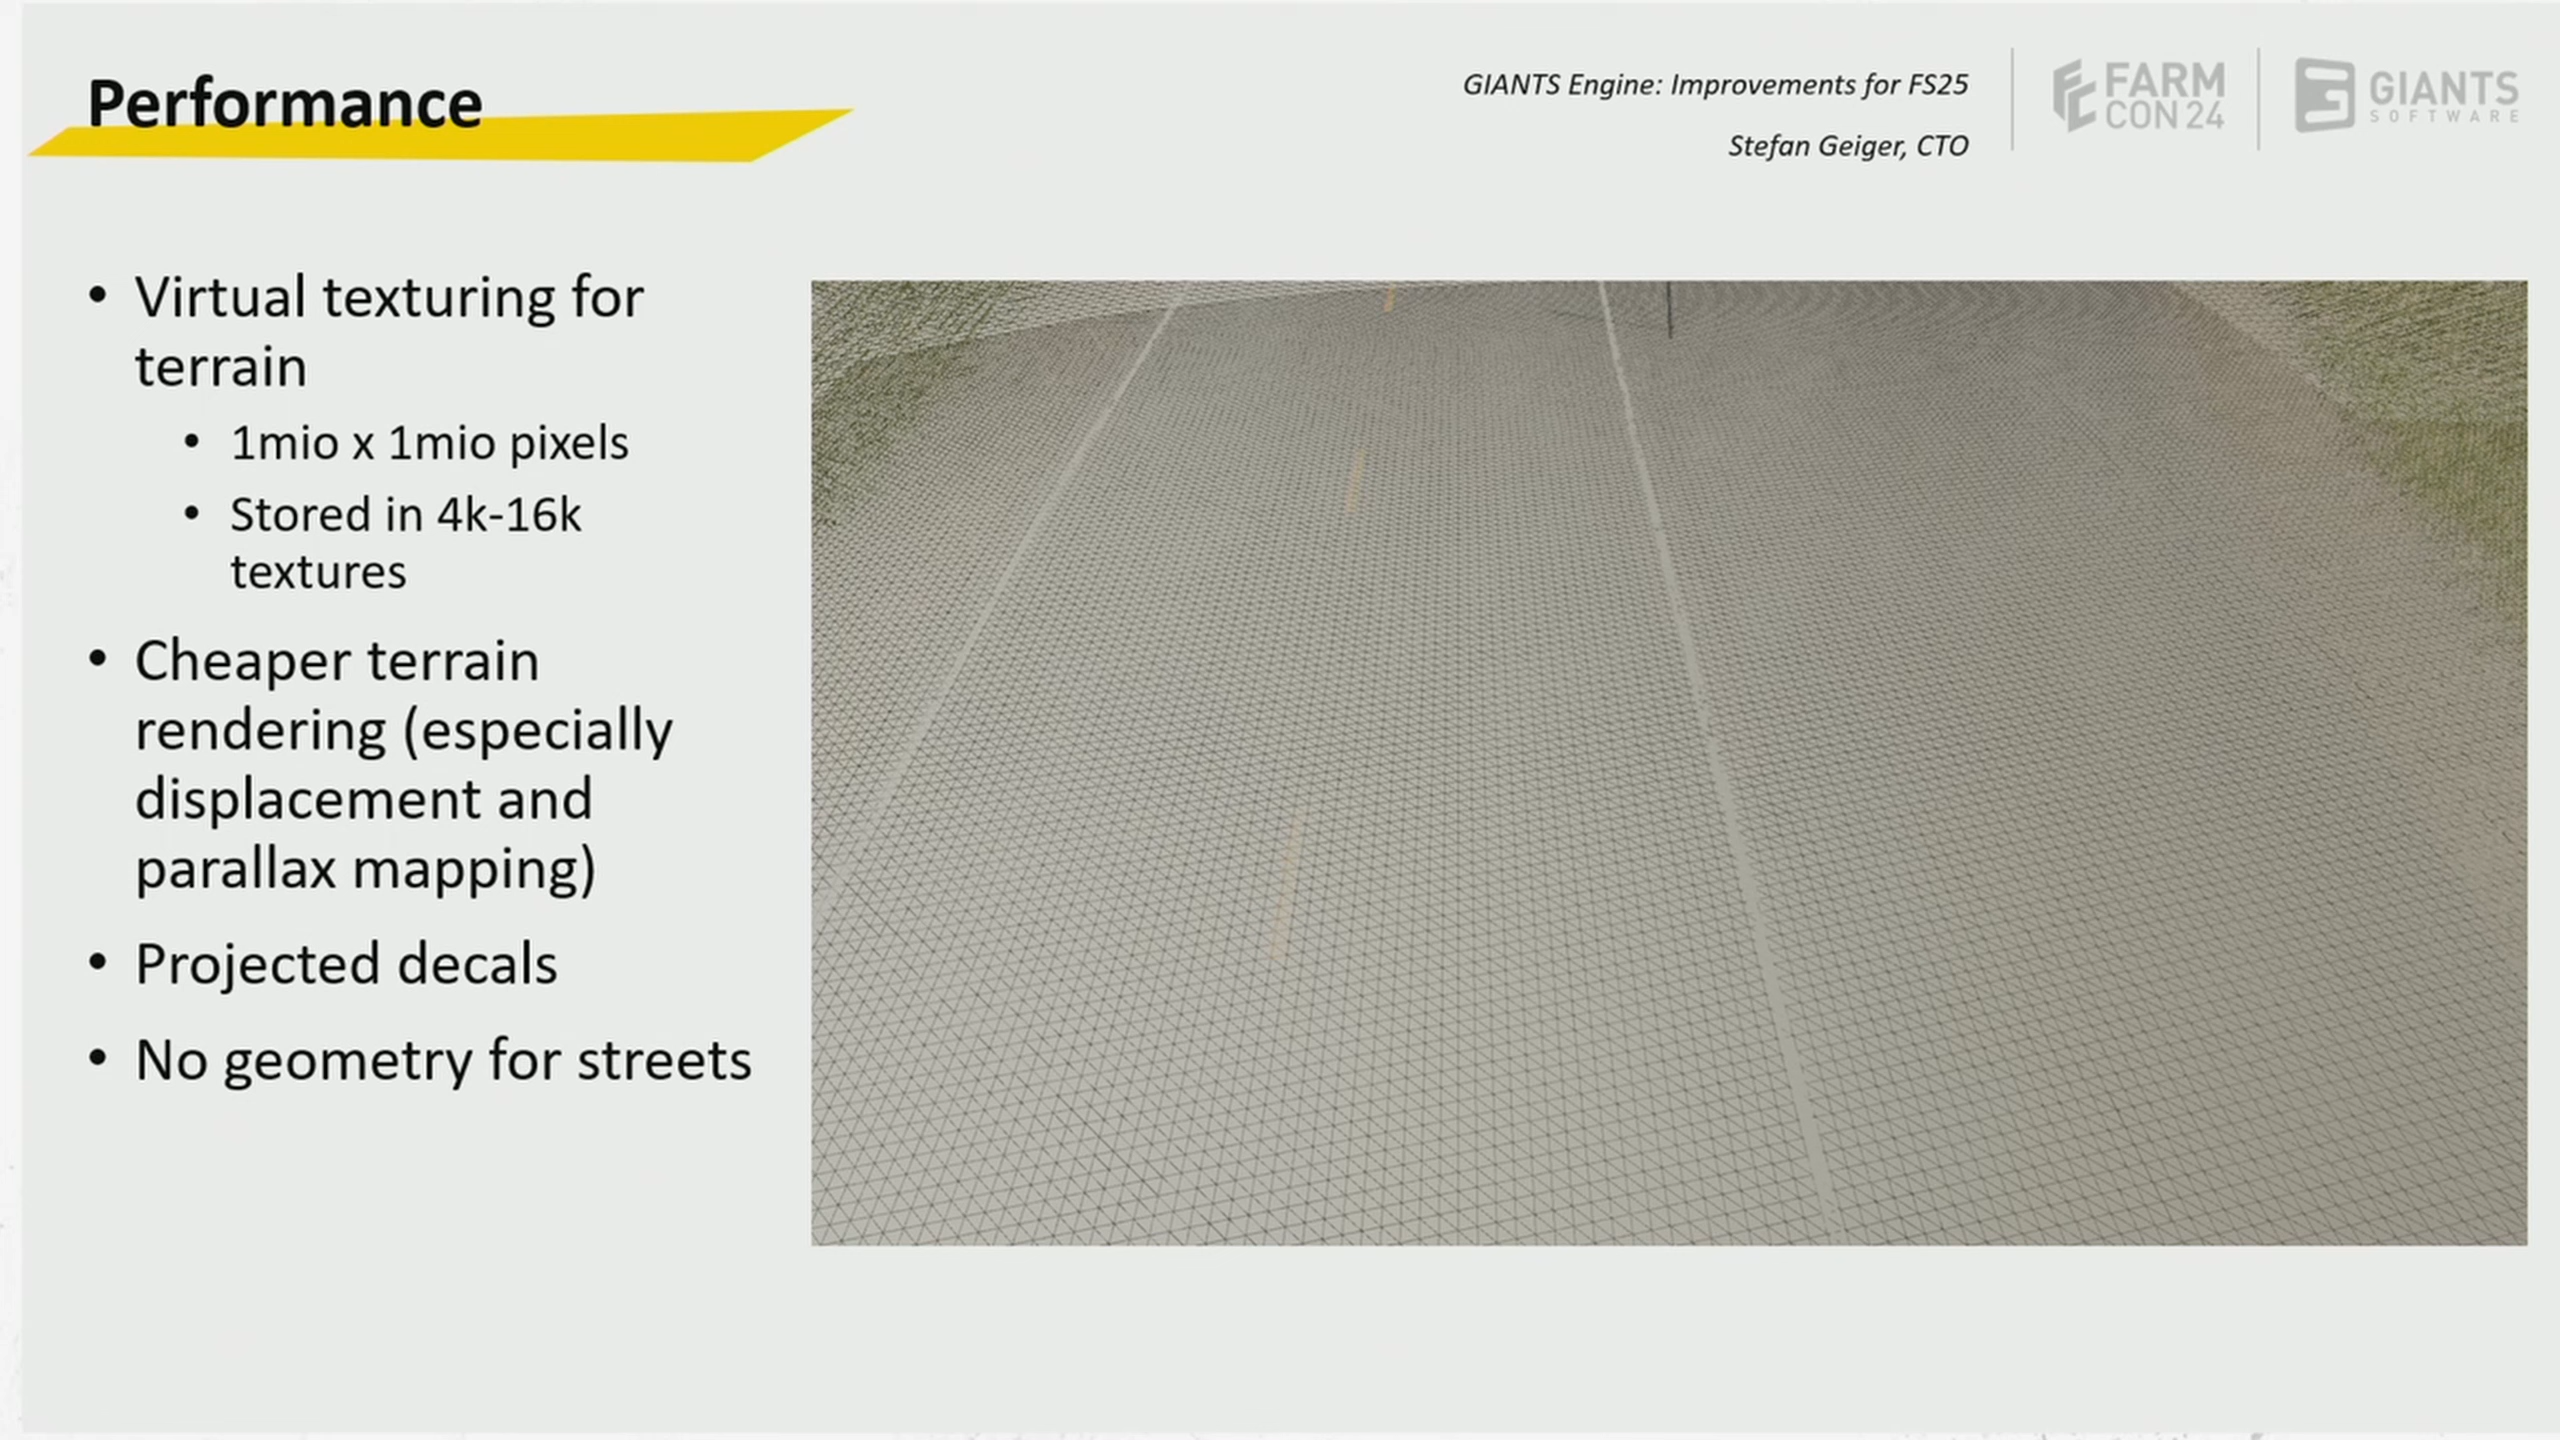 Performance
GIANTS Engine: Improvements for FS25
Stefan Geiger, CTO
FARM
CON 24
GIANTS
SOFTWARE
• Virtual texturing for
terrain
• 1mio x 1mio pixels
• Stored in 4k-16k
textures
• Cheaper terrain
rendering (especially
displacement and
parallax mapping)
• Projected decals
• No geometry for streets